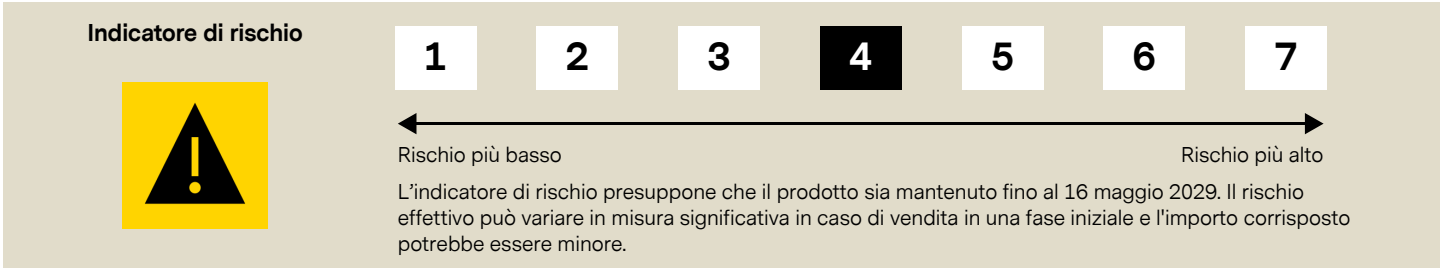 Indicatore di rischio
1 2 3 4 5 6 7
Rischio più basso Rischio più alto
L’indicatore di rischio presuppone che il prodotto sia mantenuto fino al 16 maggio 2029. Il rischio
effettivo può variare in misura significativa in caso di vendita in una fase iniziale e l'importo corrisposto
potrebbe essere minore.